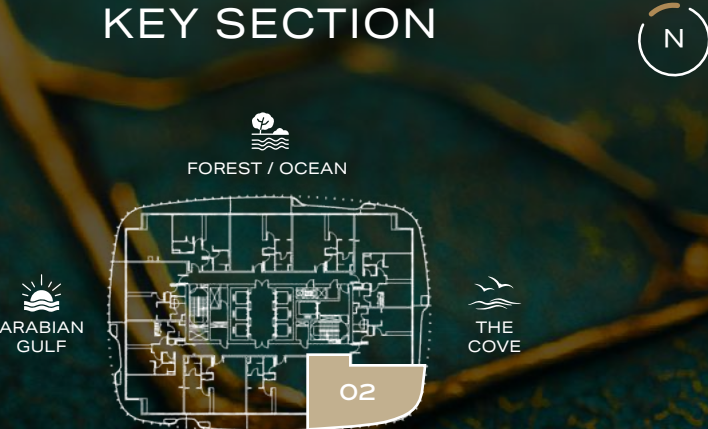 KEY SECTION
N
FOREST / OCEAN
ARABIAN
GULF
THE
COVE
02